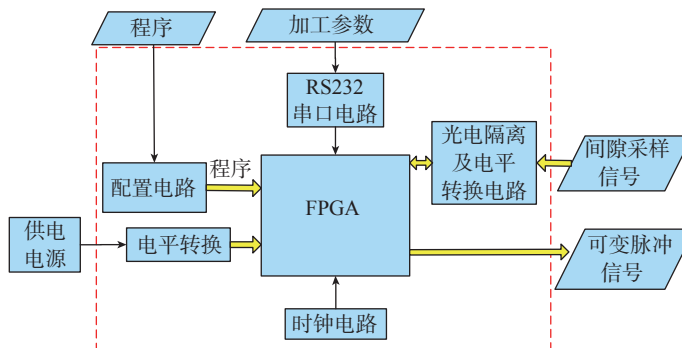 程序
加工参数
RS232
串口电路
光电隔离
及电平
转换电路
间隙采样
信号
程序
配置电路
FPGA
供电
电源
电平转换
可变脉冲
信号
时钟电路